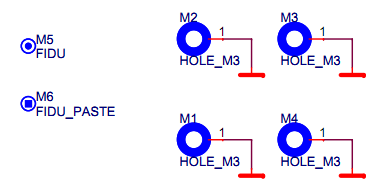 M5
FIDU
M6
FIDU_PASTE
M2
1
HOLE_M3
M3
1
HOLE_M3
M1
1
HOLE_M3
M4
1
HOLE_M3